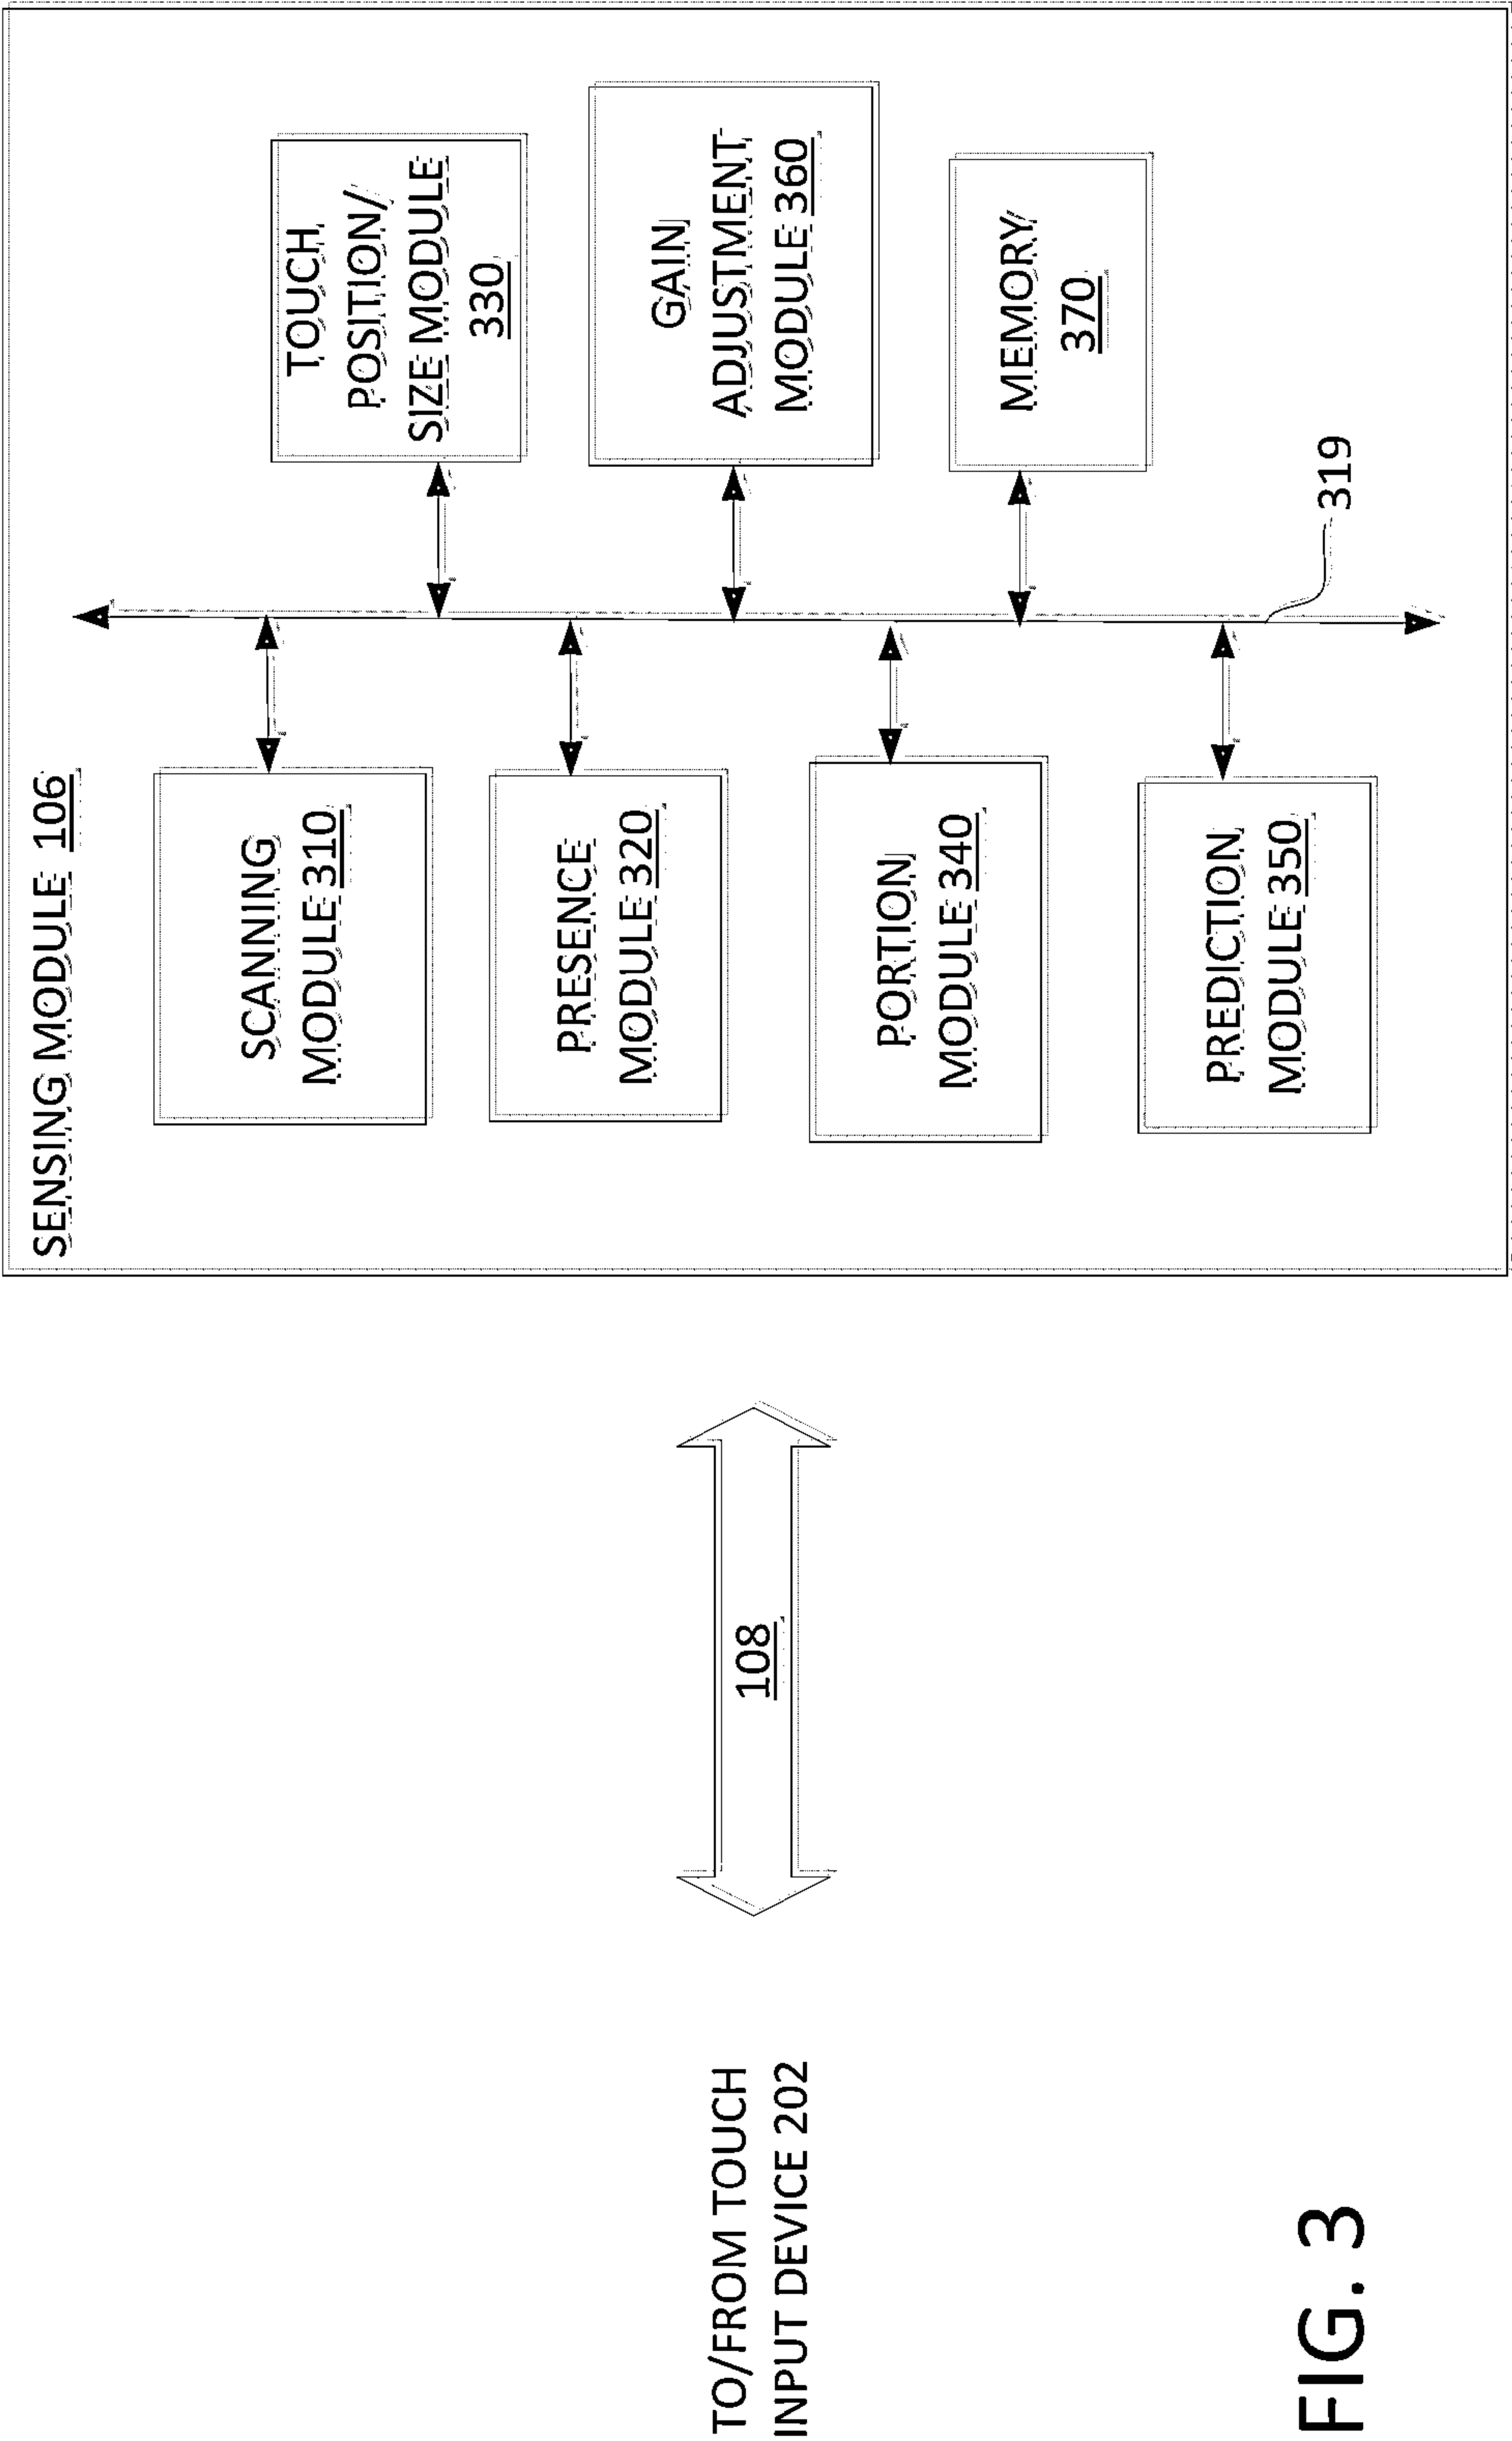 SENSING MODULE 106
SCANNING
MODULE 310
PRESENCE
MODULE 320
PORTION
MODULE 340
PREDICTION
MODULE 350
TOUCH
POSITION/
SIZE MODULE
330
GAIN
ADJUSTMENT
MODULE 360
MEMORY
370
319
108
TO/FROM TOUCH
INPUT DEVICE 202
FIG. 3